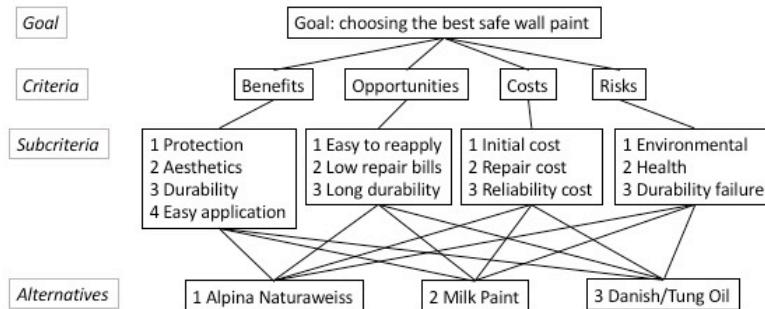 Goal
Goal: choosing the best safe wall paint
Criteria
Benefits
Opportunities
Costs
Risks
Subcriteria
1 Protection
2 Aesthetics
3 Durability
4 Easy application
1 Easy to reapply
2 Low repair bills
3 Long durability
1 Initial cost
2 Repair cost
3 Reliability cost
1 Environmental
2 Health
3 Durability failure
Alternatives
1 Alpina Naturaweiss
2 Milk Paint
3 Danish/Tung Oil